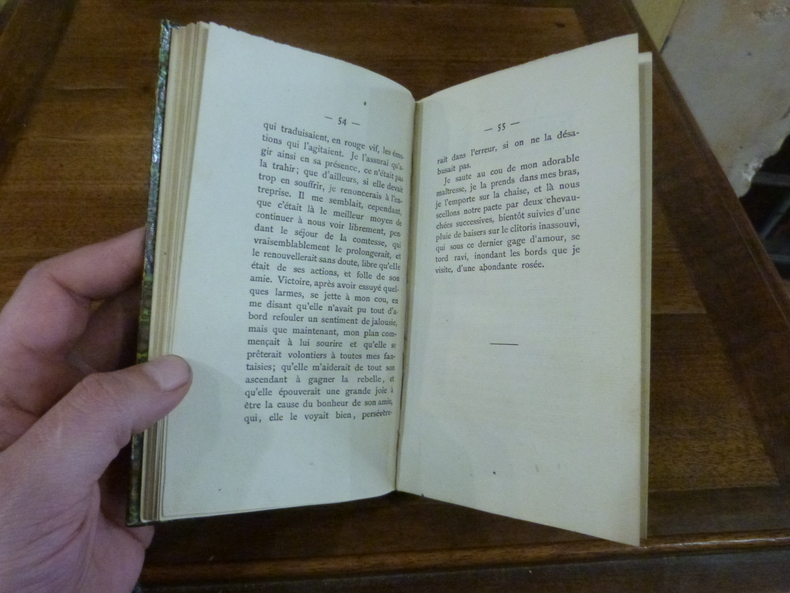 — 54 —
qui traduisaient, en rouge vif, les émo-
tions qui l'agitaient. Je l'assurai qu'a-
gir ainsi en sa présence, ce n'était pas
la trahir; que d'ailleurs, si elle devait
trop en souffrir, je renoncerais à l'en-
treprise. Il me semblait, cependant,
que c'était là le meilleur moyen de
continuer à nous voir librement, pen-
dant le séjour de la comtesse, qui
vraisemblablement le prolongerait, et
le renouvellerait sans doute, libre qu'elle
était de ses actions, et folle de son
amie. Victoire, après avoir essuyé quel-
ques larmes, se jette à mon cou, en
me disant qu'elle n'avait pu tout d'a-
bord refouler un sentiment de jalousie,
mais que maintenant, mon plan com-
mençait à lui sourire et qu'elle se
prêterait volontiers à toutes mes fan-
taisies; qu'elle m'aiderait de tout son
ascendant à gagner la rebelle, et
qu'elle épouverait une grande joie à
être la cause du bonheur de son amie,
qui, elle le voyait bien, persévère-
— 55 —
rait dans l'erreur, si on ne la désa-
busait pas.
Je saute au cou de mon adorable
maîtresse, je la prends dans mes bras,
je l'emporte sur la chaise, et là nous
scellons notre pacte par deux chevau-
chées successives, bientôt suivies d'une
pluie de baisers sur le clitoris inassouvi,
qui sous ce dernier gage d'amour, se
tord ravi, inondant les bords que je
visite, d'une abondante rosée.